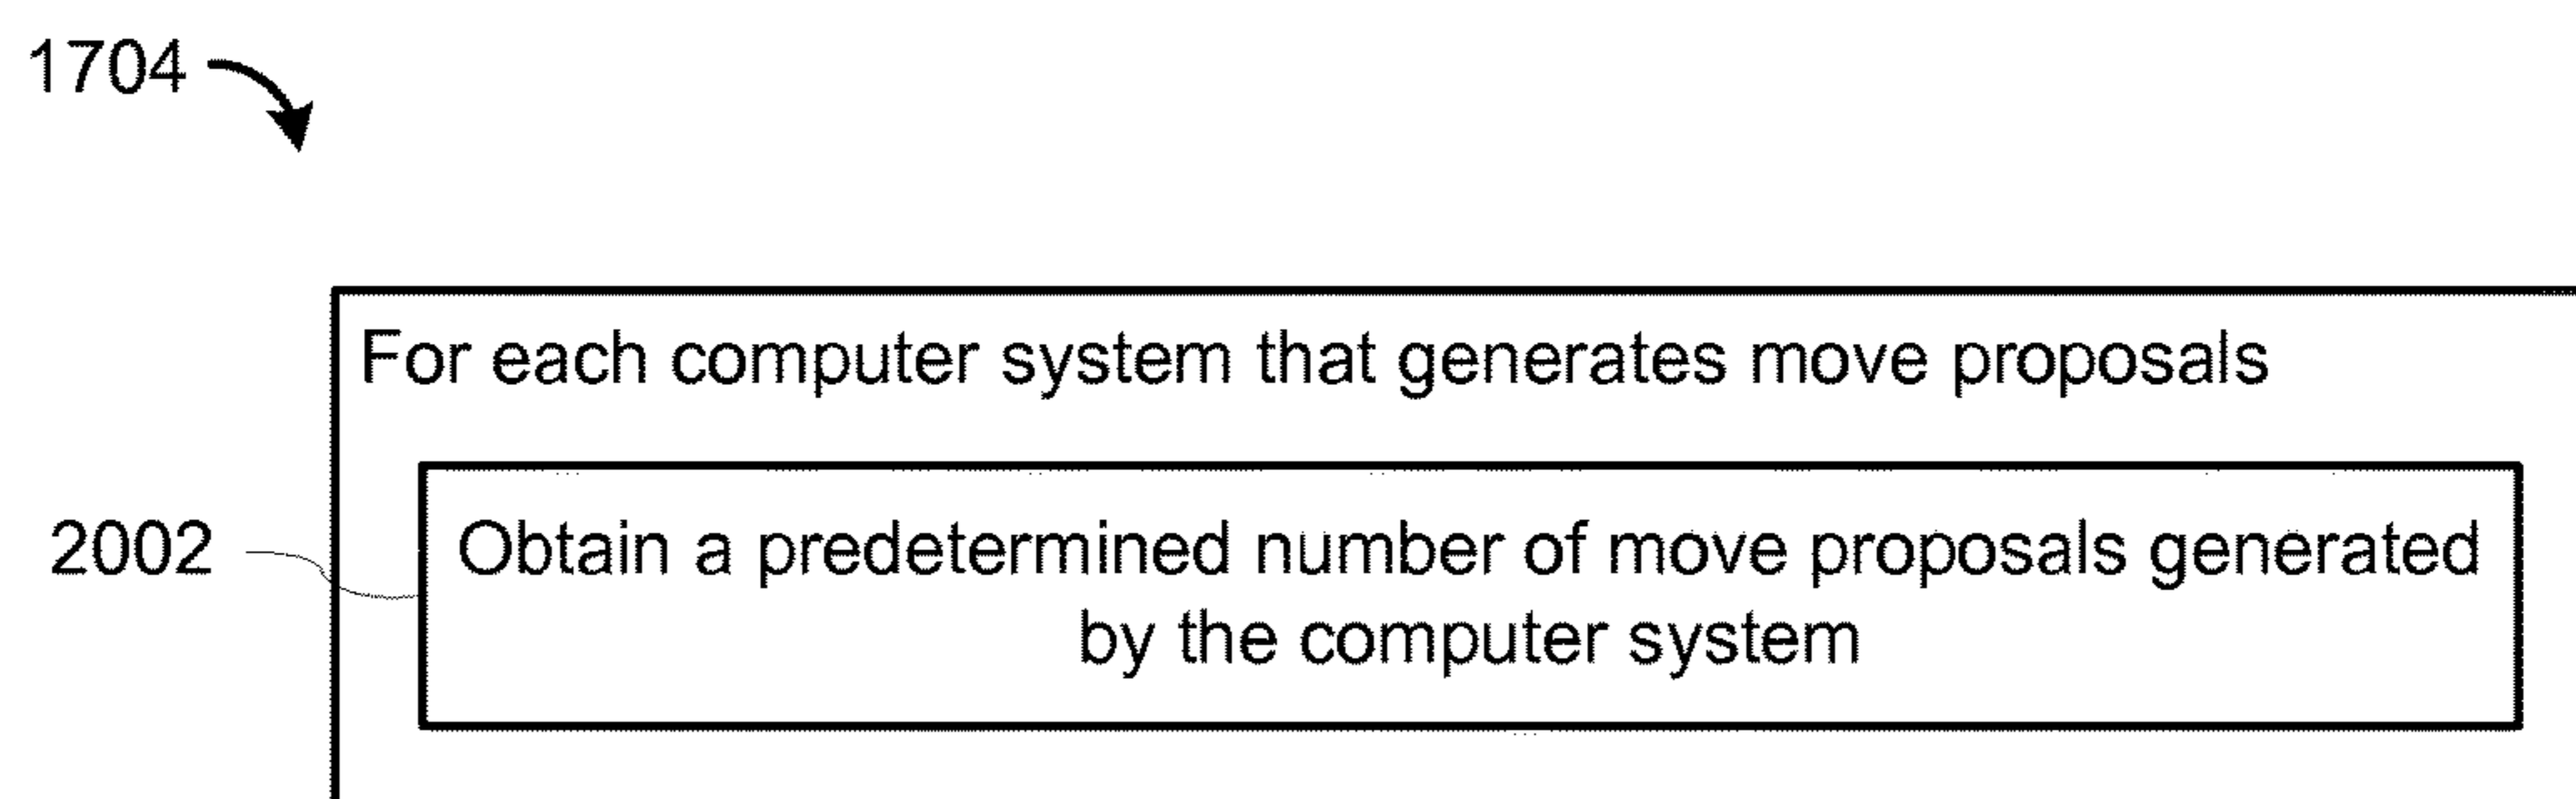 1704
For each computer system that generates move proposals
2002
Obtain a predetermined number of move proposals generated
by the computer system